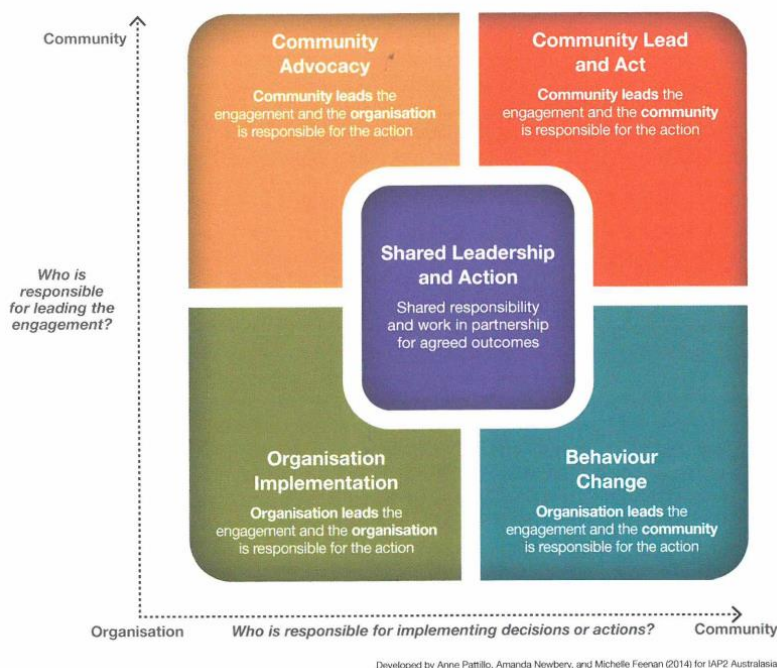 Community
Community
Advocacy
Community leads the
engagement and the organisation
is responsible for the action
Community Lead
and Act
Community leads the
engagement and the community
is responsible for the action
Who is
responsible
for leading the
engagement?
Shared Leadership
and Action
Shared responsibility
and work in partnership
for agreed outcomes
Organisation
Implementation
Organisation leads the
engagement and the organisation
is responsible for the action
Behaviour
Change
Organisation leads the
engagement and the community
is responsible for the action
Organisation
Who is responsible for implementing decisions or actions?
Community
Developed by Anne Pattillo, Amanda Newbery, and Michelle Feenan (2014) for IAP2 Australasia